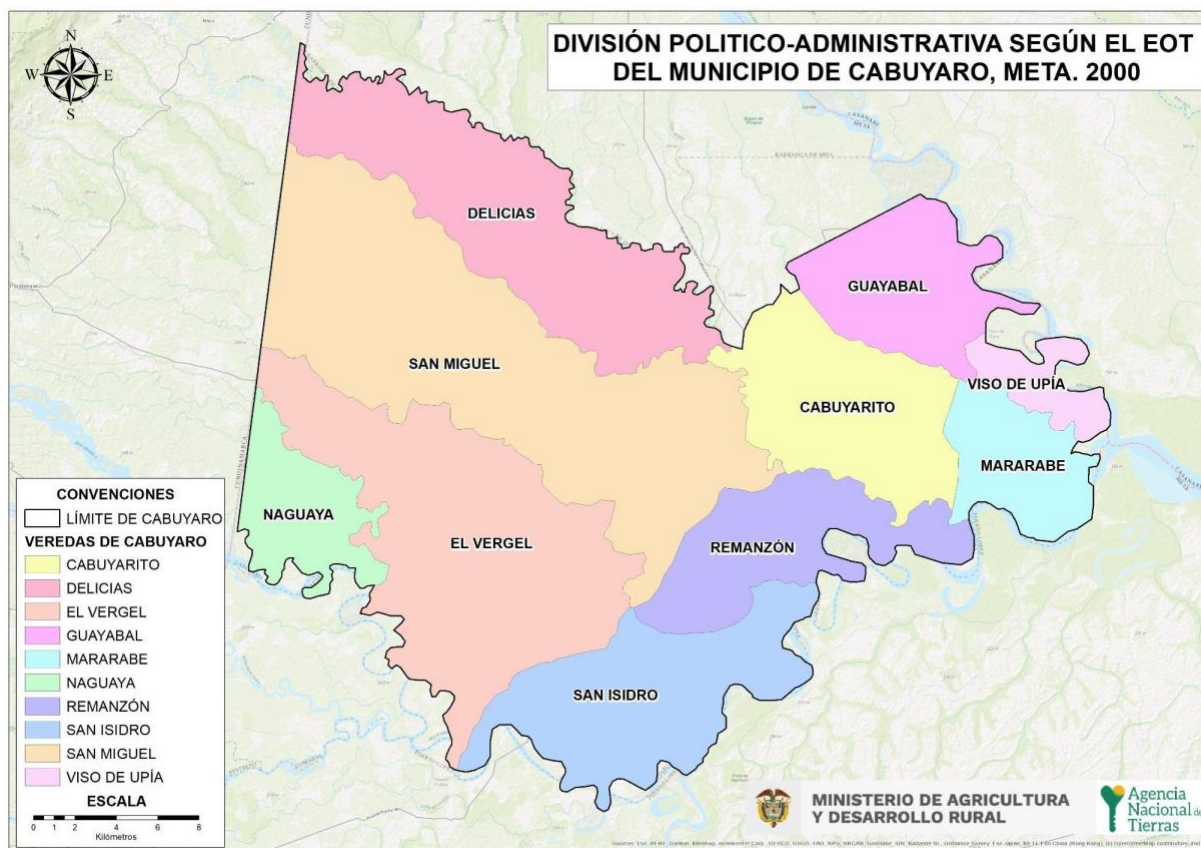 DIVISIÓN POLITICO-ADMINISTRATIVA SEGÚN EL EOT
DEL MUNICIPIO DE CABUYARO, META. 2000
N
W E
S
DELICIAS
GUAYABAL
SAN MIGUEL
VISO DE UPÍA
CABUYARITO
MARARABE
NAGUAYA
EL VERGEL
REMANZÓN
SAN ISIDRO
CONVENCIONES
LÍMITE DE CABUYARO
VEREDAS DE CABUYARO
CABUYARITO
DELICIAS
EL VERGEL
GUAYABAL
MARARABE
NAGUAYA
REMANZÓN
SAN ISIDRO
SAN MIGUEL
VISO DE UPÍA
ESCALA
0 1 2 4 6 8
Kilómetros
MINISTERIO DE AGRICULTURA
Y DESARROLLO RURAL
Agencia
Nacional de
Tierras